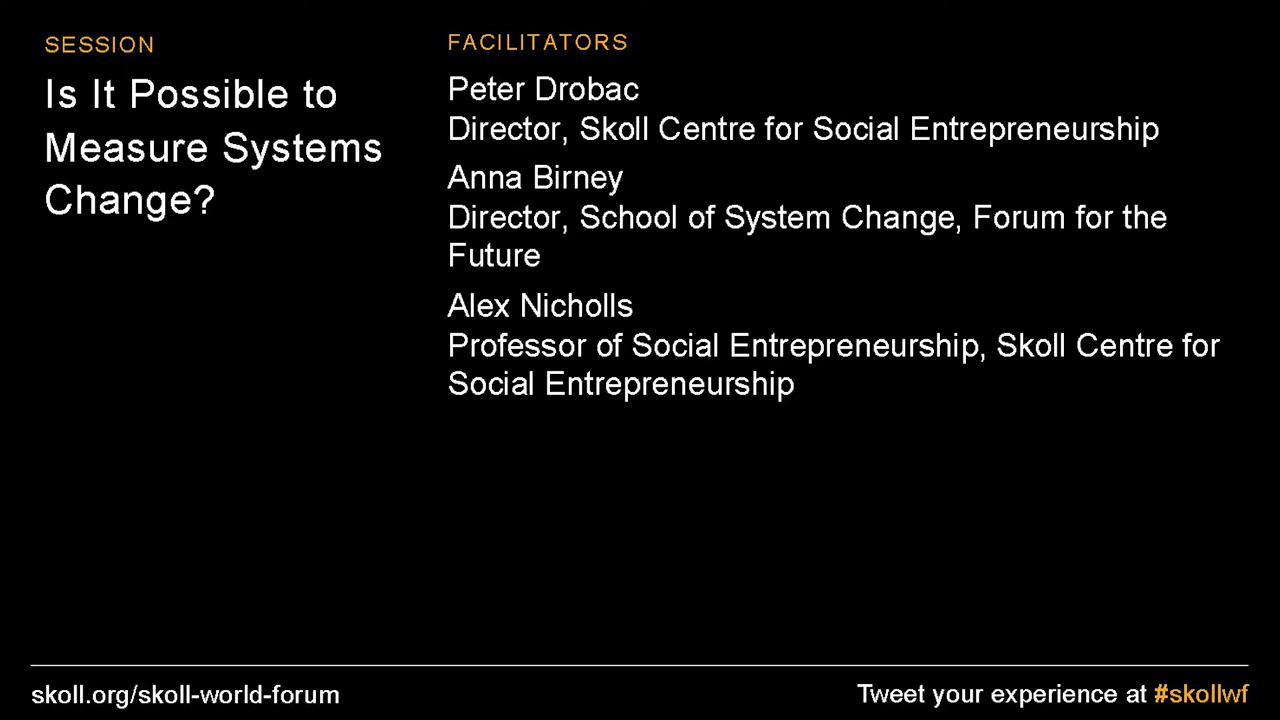 SESSION
Is It Possible to
Measure Systems
Change?
FACILITATORS
Peter Drobac
Director, Skoll Centre for Social Entrepreneurship
Anna Birney
Director, School of System Change, Forum for the
Future
Alex Nicholls
Professor of Social Entrepreneurship, Skoll Centre for
Social Entrepreneurship
skoll.org/skoll-world-forum
Tweet your experience at #skollwf